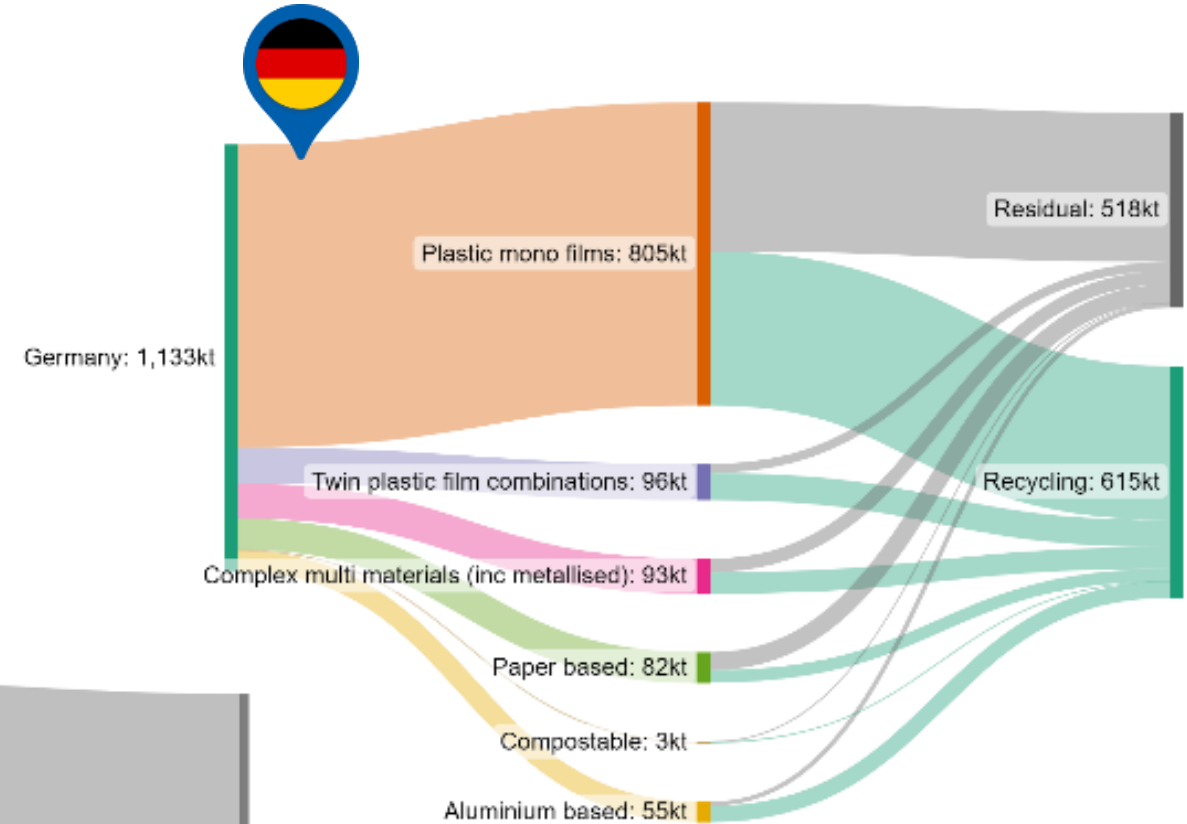 Residual: 518kt
Plastic mono films: 805kt
Germany: 1,133kt
Twin plastic film combinations: 96kt
Recycling: 615kt
Complex multi materials (inc metallised): 93kt
Paper based: 82kt
Compostable: 3kt
Aluminium based: 55kt